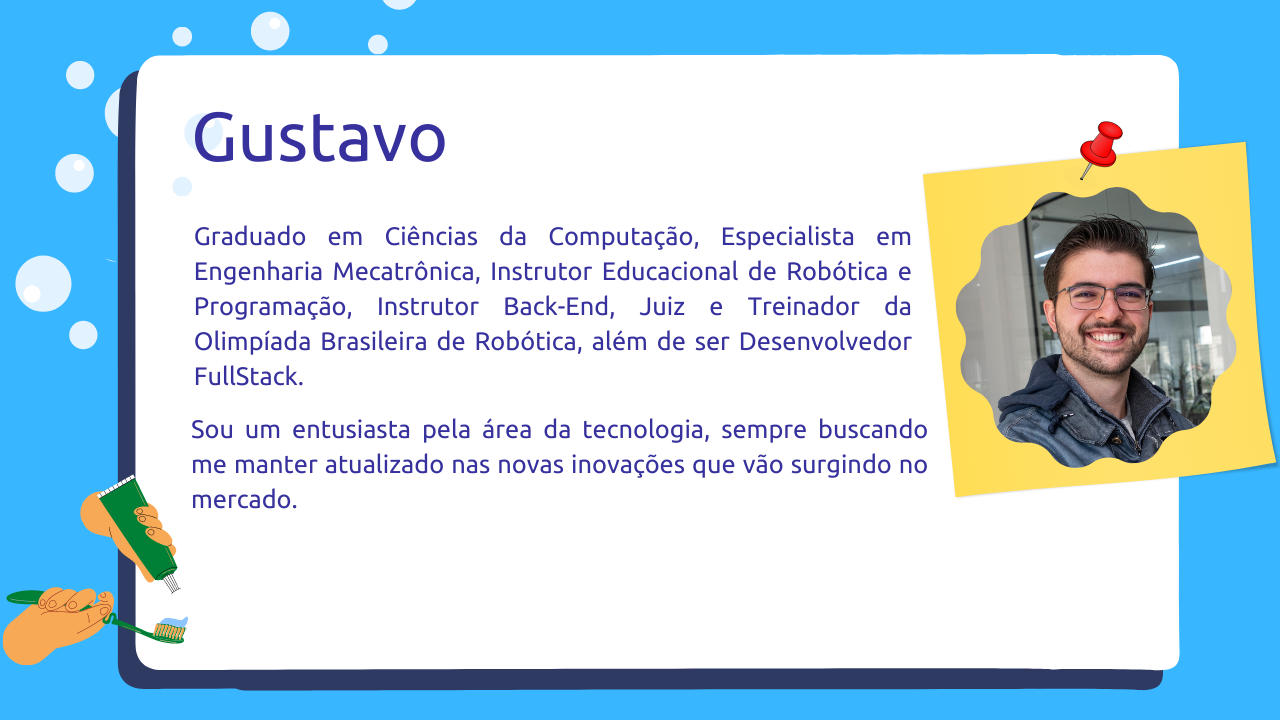 Gustavo
Graduado em Ciências da Computação, Especialista em
Engenharia Mecatrônica, Instrutor Educacional de Robótica e
Programação, Instrutor Back-End, Juiz e Treinador da
Olimpíada Brasileira de Robótica, além de ser Desenvolvedor
FullStack.
Sou um entusiasta pela área da tecnologia, sempre buscando
me manter atualizado nas novas inovações que vão surgindo no
mercado.